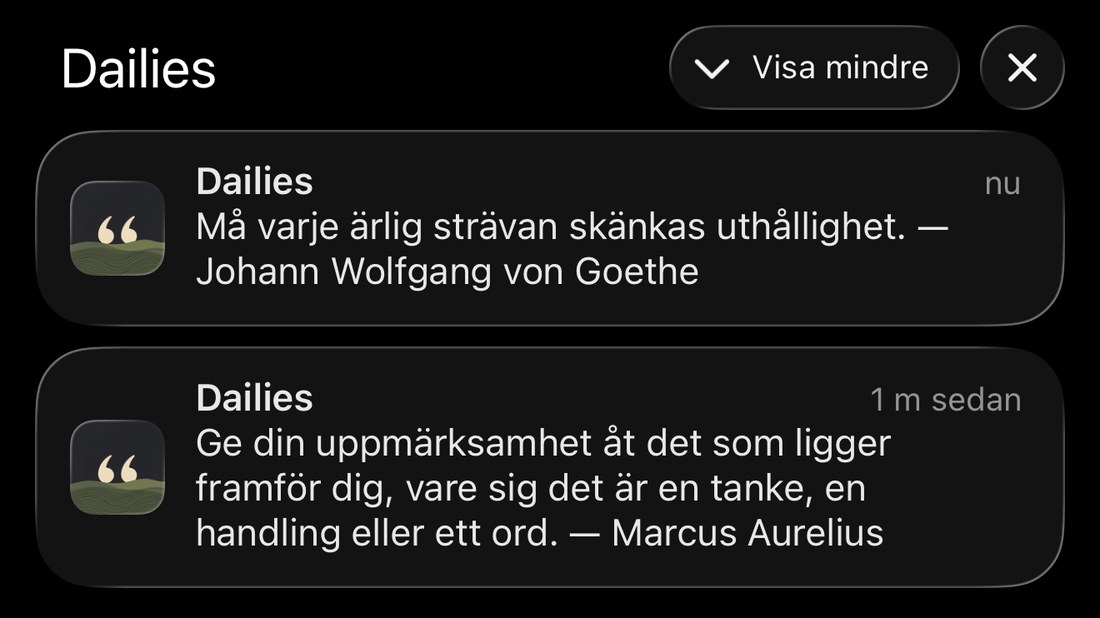 Dailies
Visa mindre
Dailies
nu
Må varje ärlig strävan skänkas uthållighet. —
Johann Wolfgang von Goethe
Dailies
1 m sedan
Ge din uppmärksamhet åt det som ligger
framför dig, vare sig det är en tanke, en
handling eller ett ord. — Marcus Aurelius